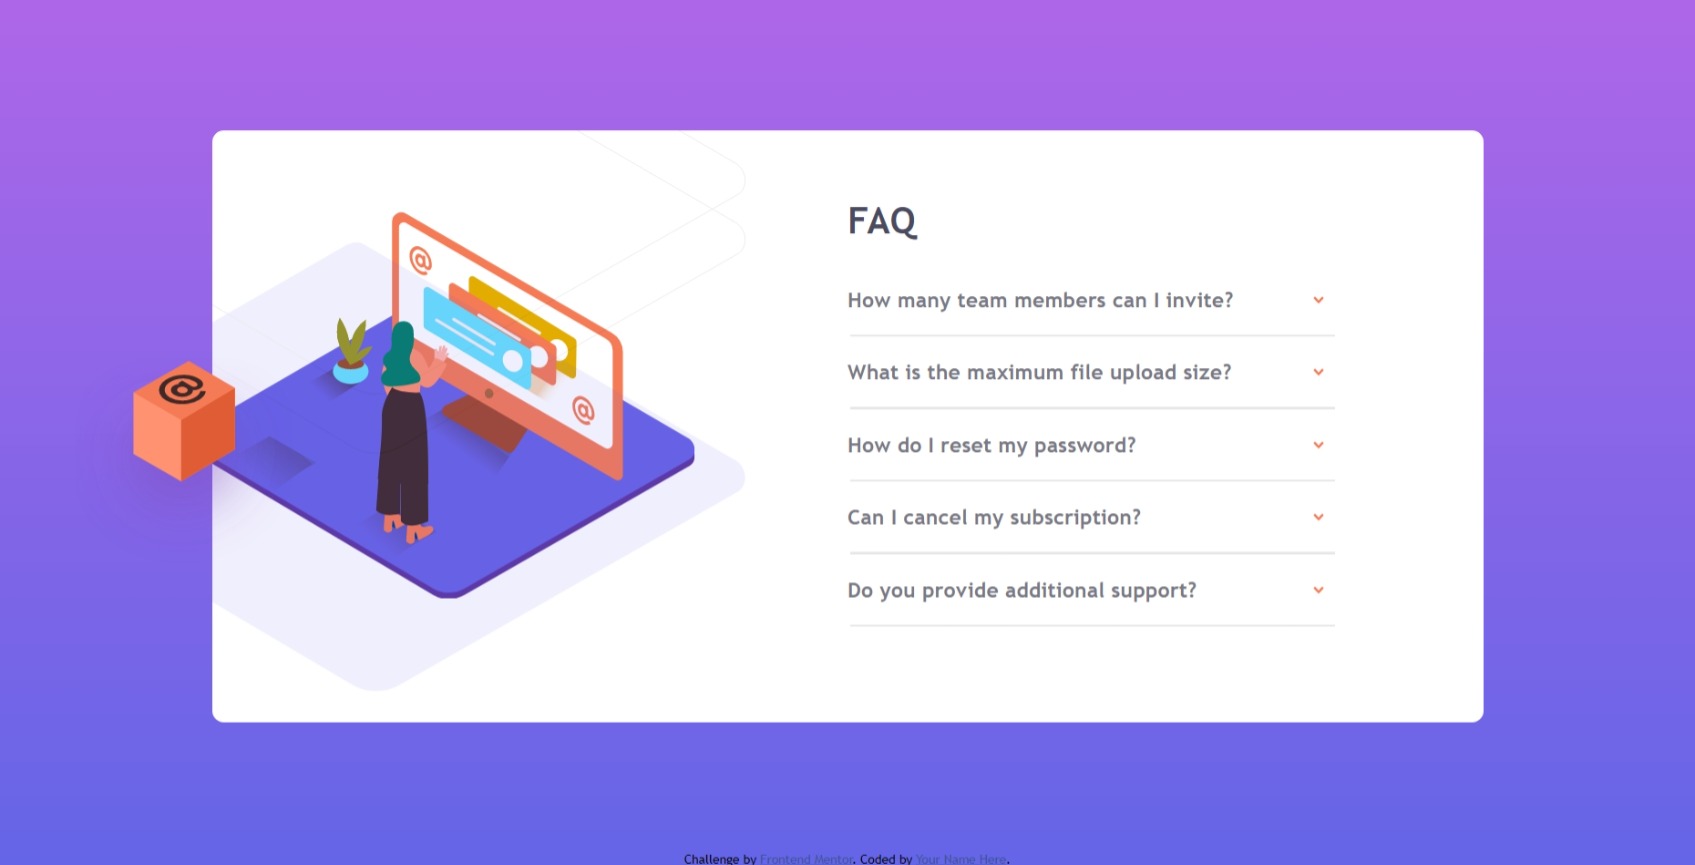 FAQ
How many team members can I invite?
What is the maximum file upload size?
How do I reset my password?
Can I cancel my subscription?
Do you provide additional support?
@
@
@
Challenge by Frontend Mentor. Coded by Your Name Here.